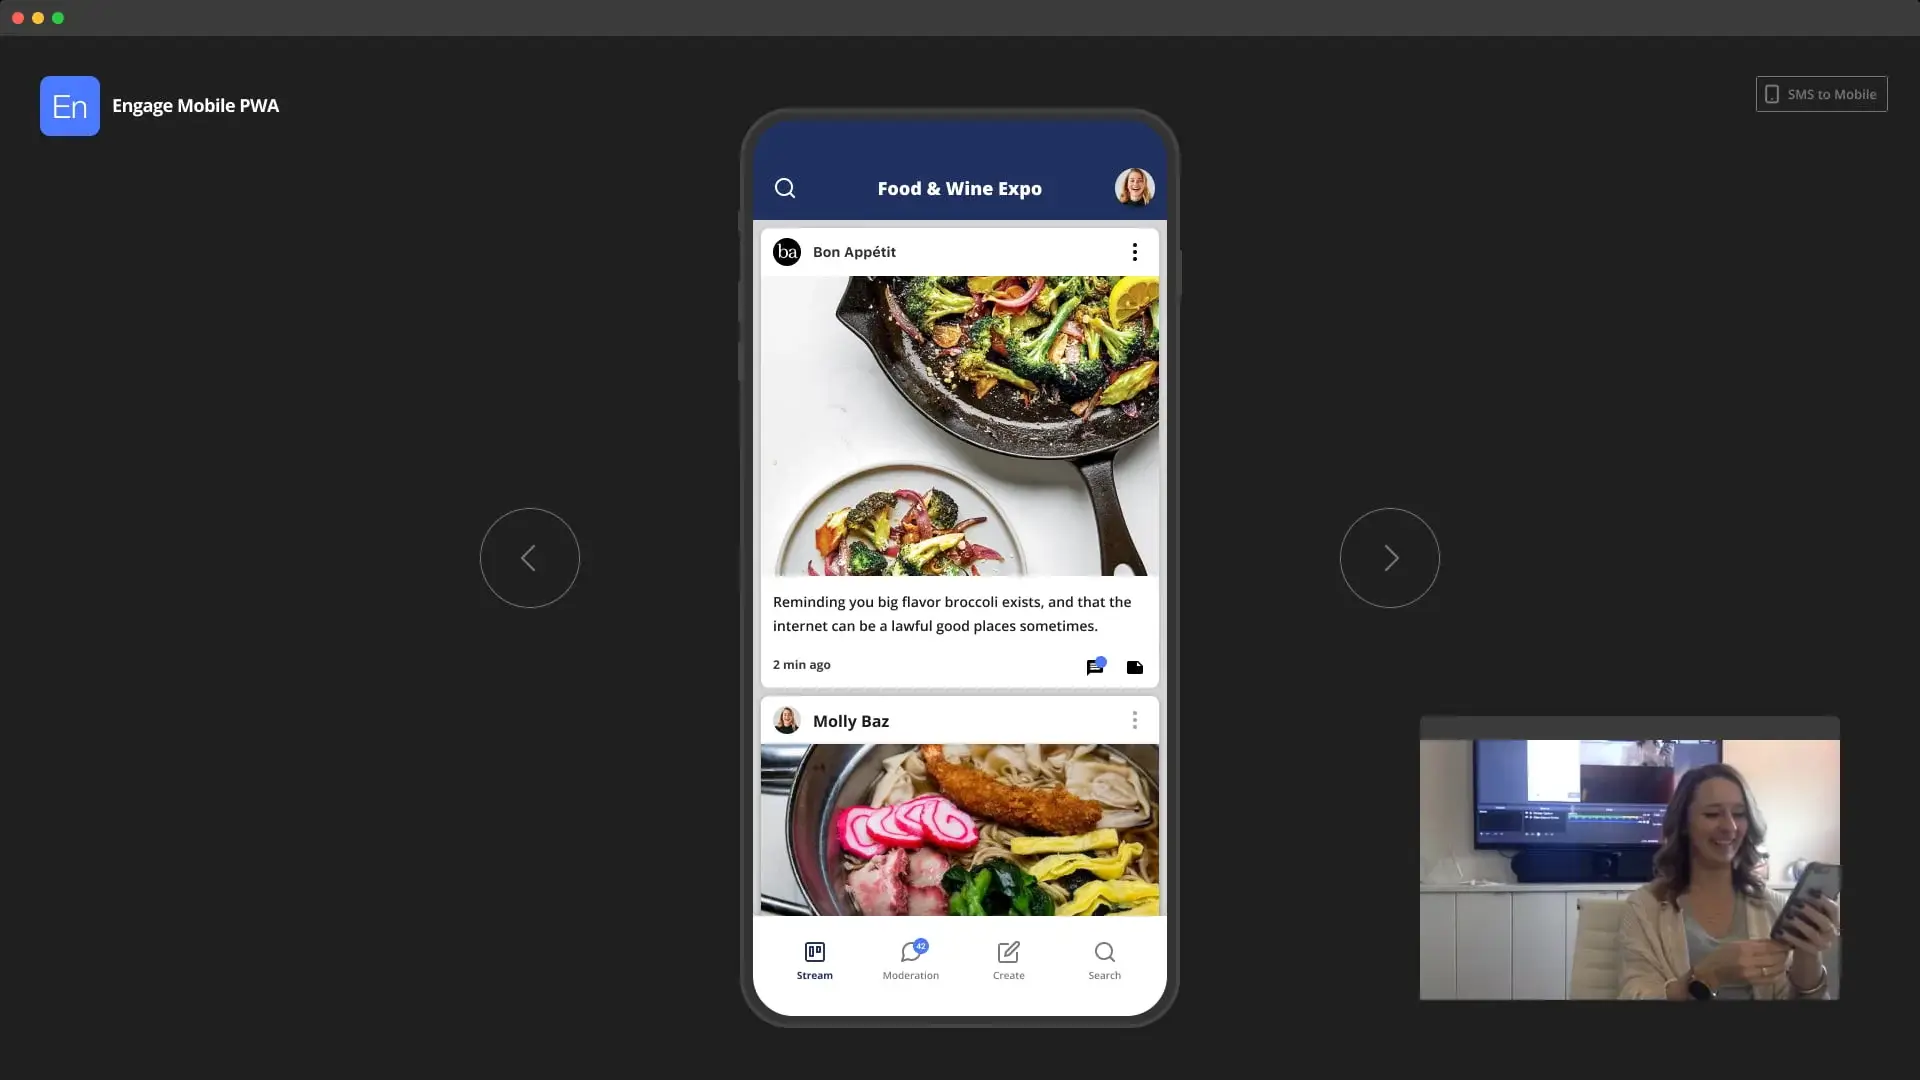 En
Engage Mobile PWA
SMS to Mobile
Food & Wine Expo
ba
Bon Appétit
Reminding you big flavor broccoli exists, and that the
internet can be a lawful good places sometimes.
2 min ago
Molly Baz
42
Stream
Moderation
Create
Search